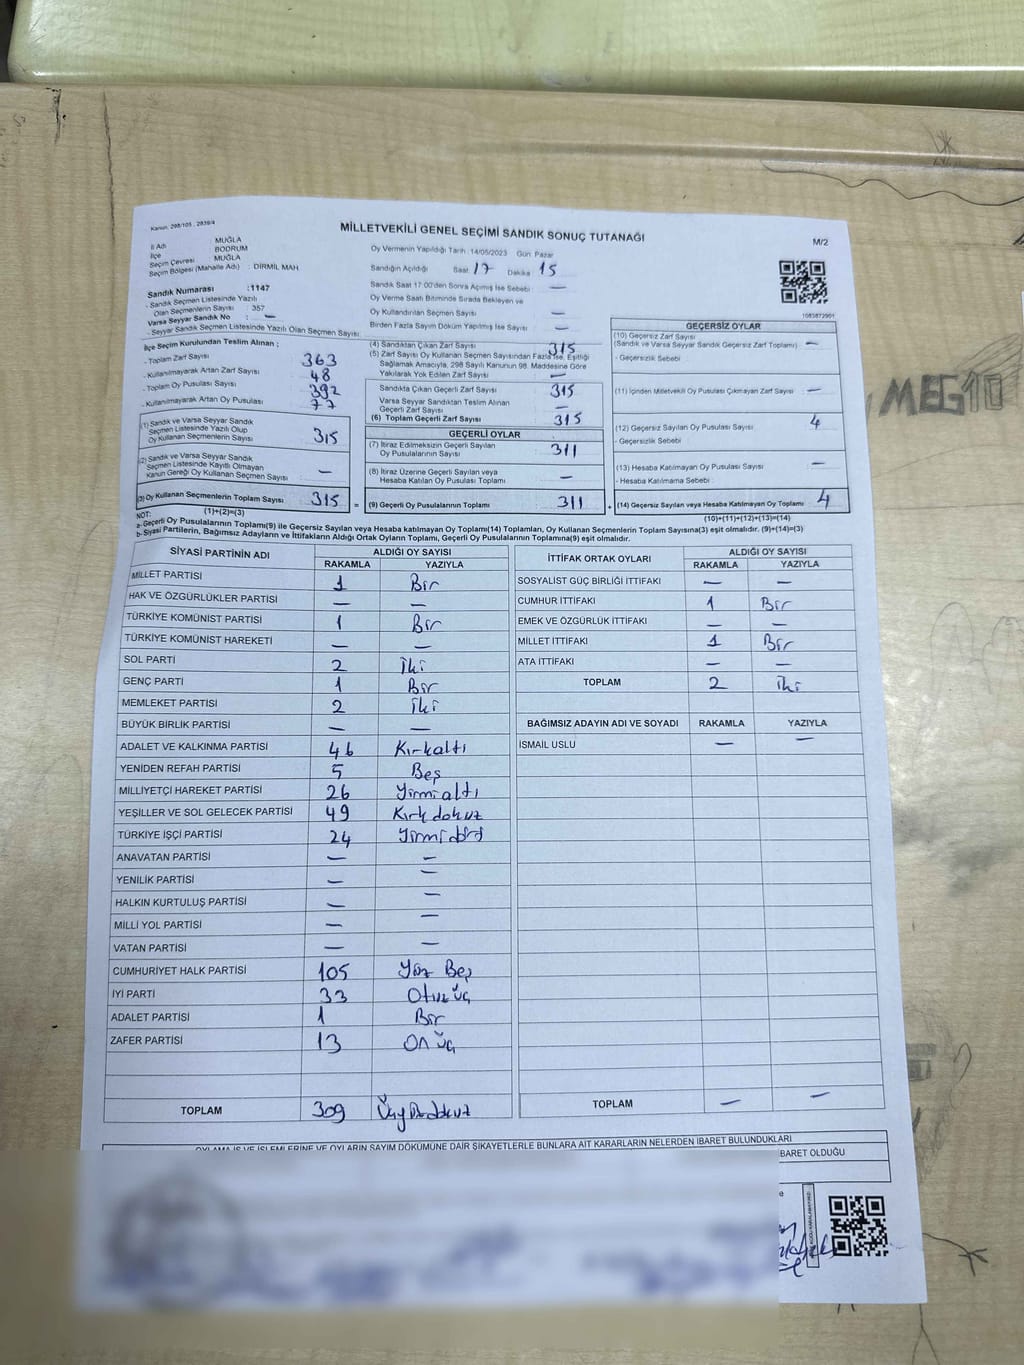 Kanun: 298/105 . 2839/4
MİLLETVEKİLİ GENEL SEÇİMİ SANDIK SONUÇ TUTANAĞI
M/2
İl Adı : MUĞLA
İlçe : BODRUM
Seçim Çevresi : MUĞLA
Seçim Bölgesi (Mahalle Adı) : DİRMİL MAH
Sandık Numarası :1147
- Sandık Seçmen Listesinde Yazılı
Olan Seçmenlerin Sayısı : 357
Varsa Seyyar Sandık No : —
- Seyyar Sandık Seçmen Listesinde Yazılı Olan Seçmen Sayısı:
Oy Vermenin Yapıldığı Tarih :14/05/2023 Gün: Pazar
Sandığın Açıldığı Saat 17 Dakika 15
Sandık Saat 17:00'den Sonra Açımış İse Sebebi : —
Oy Verme Saati Bitiminde Sırada Bekleyen ve
Oy Kullandırılan Seçmen Sayısı : —
Birden Fazla Sayım Döküm Yapılmış İse Sayısı : —
1083872901
İlçe Seçim Kurulundan Teslim Alınan ;
- Toplam Zarf Sayısı 363
- Kullanılmayarak Artan Zarf Sayısı : 48
- Toplam Oy Pusulası Sayısı : 392
- Kullanılmayarak Artan Oy Pusulası : 77
(1) Sandık ve Varsa Seyyar Sandık
Seçmen Listesinde Yazılı Olup
Oy Kullanan Seçmenlerin Sayısı : 315
(2) Sandık ve Varsa Seyyar Sandık
Seçmen Listesinde Kayıtlı Olmayan
Kanun Gereği Oy Kullanan Seçmen Sayısı : —
(3) Oy Kullanan Seçmenlerin Toplam Sayısı : 315
(1)+(2)=(3)
(4) Sandıktan Çıkan Zarf Sayısı : 315
(5) Zarf Sayısı Oy Kullanan Seçmen Sayısından Fazla İse, Eşitliği
Sağlamak Amacıyla, 298 Sayılı Kanunun 98. Maddesine Göre
Yakılarak Yok Edilen Zarf Sayısı : —
Sandıkta Çıkan Geçerli Zarf Sayısı : 315
Varsa Seyyar Sandıktan Teslim Alınan
Geçerli Zarf Sayısı : —
(6) Toplam Geçerli Zarf Sayısı : 315
GEÇERLİ OYLAR
(7) İtiraz Edilmeksizin Geçerli Sayılan
Oy Pusulalarının Sayısı : 311
(8) İtiraz Üzerine Geçerli Sayılan veya
Hesaba Katılan Oy Pusulası Toplamı : —
= (9) Geçerli Oy Pusulalarının Toplamı : 311
GEÇERSİZ OYLAR
(10) Geçersiz Zarf Sayısı
(Sandık ve Varsa Seyyar Sandık Geçersiz Zarf Toplamı) : —
- Geçersizlik Sebebi :
(11) İçinden Milletvekili Oy Pusulası Çıkmayan Zarf Sayısı : —
(12) Geçersiz Sayılan Oy Pusulası Sayısı : 4
- Geçersizlik Sebebi :
(13) Hesaba Katılmayan Oy Pusulası Sayısı : —
- Hesaba Katılmama Sebebi :
+ (14) Geçersiz Sayılan veya Hesaba Katılmayan Oy Toplamı : 4
(10)+(11)+(12)+(13)=(14)
NOT:
a- Geçerli Oy Pusulalarının Toplamı(9) ile Geçersiz Sayılan veya Hesaba katılmayan Oy Toplamı(14) Toplamları, Oy Kullanan Seçmenlerin Toplam Sayısına(3) eşit olmalıdır. (9)+(14)=(3)
b- Siyasi Partilerin, Bağımsız Adayların ve İttifakların Aldığı Ortak Oyların Toplamı, Geçerli Oy Pusulalarının Toplamına(9) eşit olmalıdır.
SİYASİ PARTİNİN ADI ALDIĞI OY SAYISI
RAKAMLA YAZIYLA
MİLLET PARTİSİ 1 Bir
HAK VE ÖZGÜRLÜKLER PARTİSİ — —
TÜRKİYE KOMÜNİST PARTİSİ 1 Bir
TÜRKİYE KOMÜNİST HAREKETİ — —
SOL PARTİ 2 İki
GENÇ PARTİ 1 Bir
MEMLEKET PARTİSİ 2 İki
BÜYÜK BİRLİK PARTİSİ — —
ADALET VE KALKINMA PARTİSİ 46 Kırkaltı
YENİDEN REFAH PARTİSİ 5 Beş
MİLLİYETÇİ HAREKET PARTİSİ 26 Yirmialtı
YEŞİLLER VE SOL GELECEK PARTİSİ 49 Kırkdokuz
TÜRKİYE İŞÇİ PARTİSİ 24 Yirmidört
ANAVATAN PARTİSİ — —
YENİLİK PARTİSİ — —
HALKIN KURTULUŞ PARTİSİ — —
MİLLİ YOL PARTİSİ — —
VATAN PARTİSİ — —
CUMHURİYET HALK PARTİSİ 105 Yüz Beş
İYİ PARTİ 33 Otuzüç
ADALET PARTİSİ 1 Bir
ZAFER PARTİSİ 13 Onüç
TOPLAM 309
İTTİFAK ORTAK OYLARI ALDIĞI OY SAYISI
RAKAMLA YAZIYLA
SOSYALİST GÜÇ BİRLİĞİ İTTİFAKI — —
CUMHUR İTTİFAKI 1 Bir
EMEK VE ÖZGÜRLÜK İTTİFAKI — —
MİLLET İTTİFAKI 1 Bir
ATA İTTİFAKI — —
TOPLAM 2 İki
BAĞIMSIZ ADAYIN ADI VE SOYADI RAKAMLA YAZIYLA
İSMAİL USLU — —
TOPLAM — —
OYLAMA İŞ VE İŞLEMLERİNE VE OYLARIN SAYIM DÖKÜMÜNE DAİR ŞİKAYETLERLE BUNLARA AİT KARARLARIN NELERDEN İBARET BULUNDUKLARI
BARET OLDUĞU
MEG10